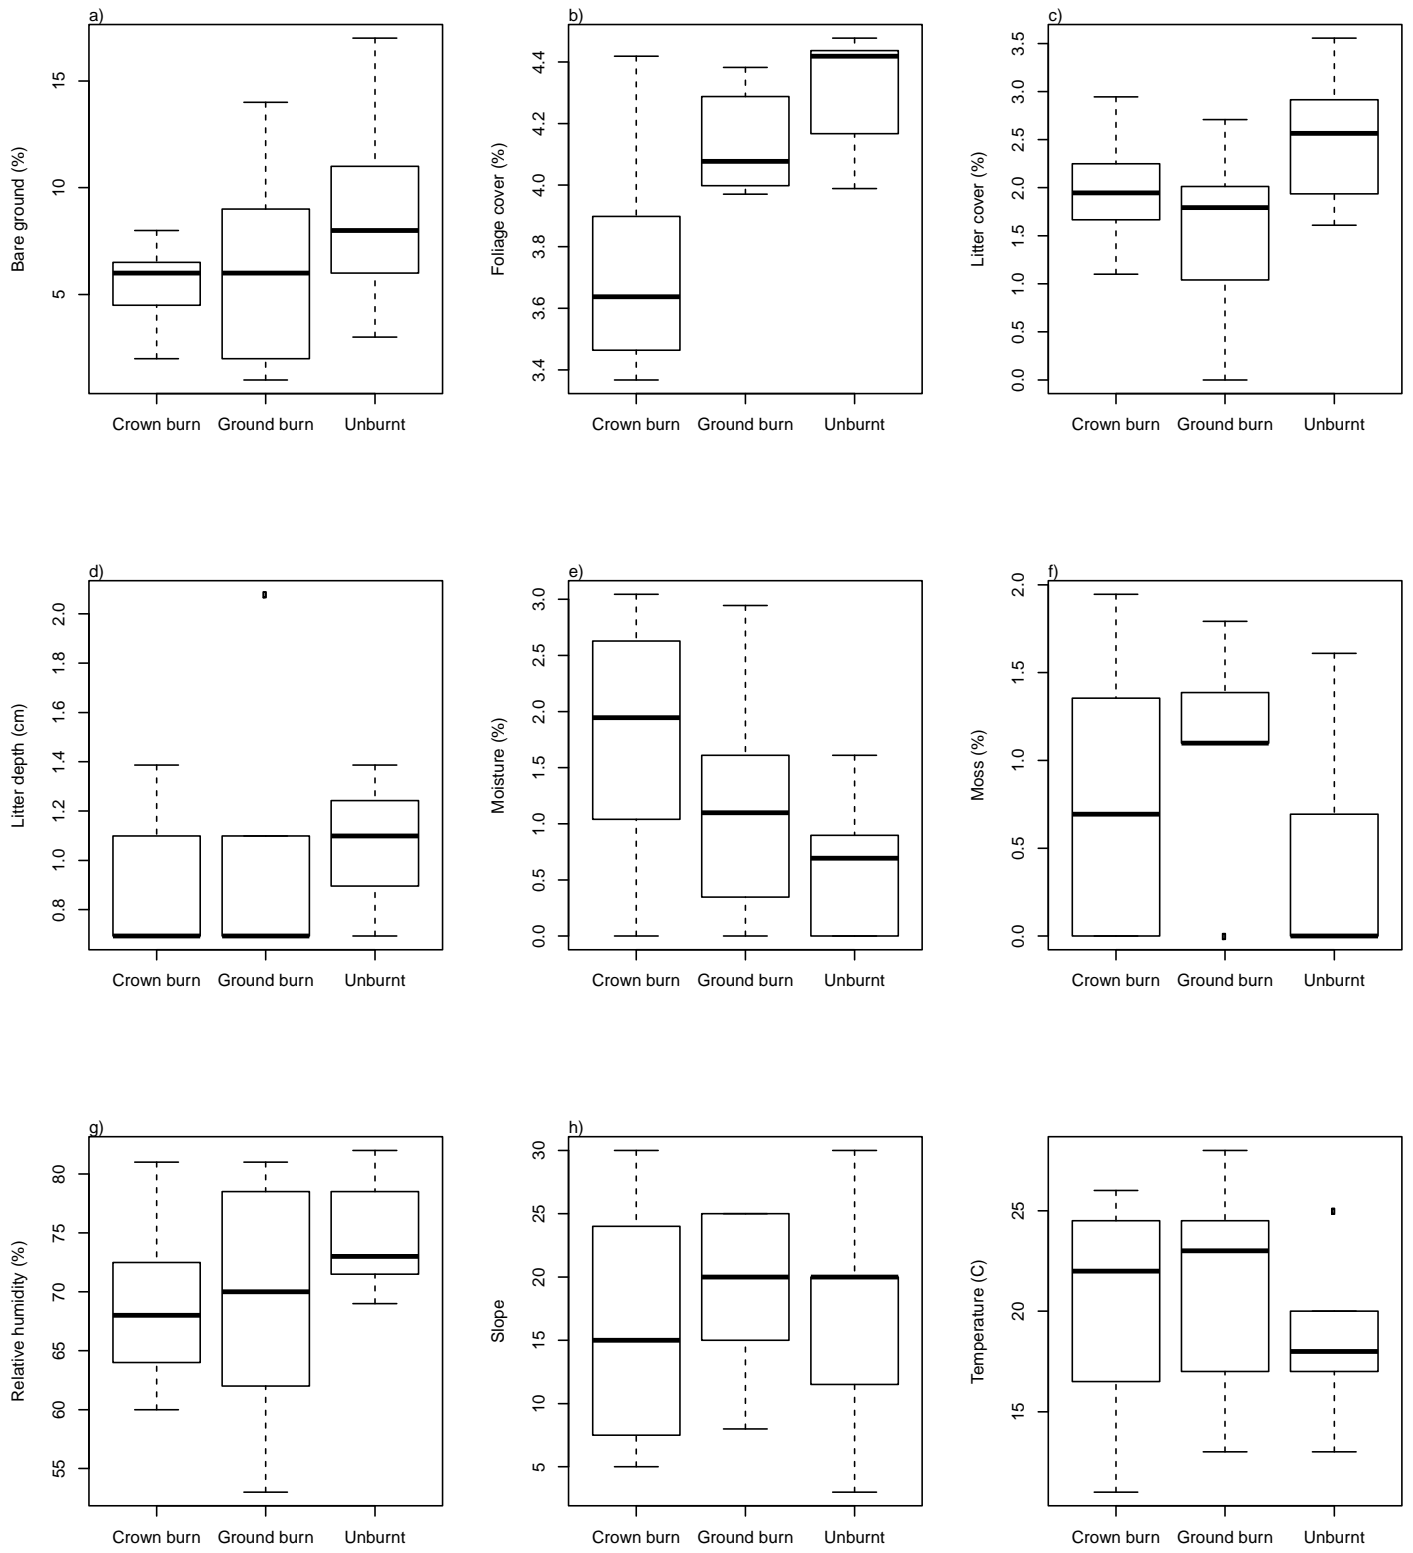 a)
Bare ground (%)
15
10
5
Crown burn Ground burn Unburnt
b)
Foliage cover (%)
4.4
4.2
4.0
3.8
3.6
3.4
Crown burn Ground burn Unburnt
c)
Litter cover (%)
3.5
3.0
2.5
2.0
1.5
1.0
0.5
0.0
Crown burn Ground burn Unburnt
d)
Litter depth (cm)
2.0
1.8
1.6
1.4
1.2
1.0
0.8
Crown burn Ground burn Unburnt
e)
Moisture (%)
3.0
2.5
2.0
1.5
1.0
0.5
0.0
Crown burn Ground burn Unburnt
f)
Moss (%)
2.0
1.5
1.0
0.5
0.0
Crown burn Ground burn Unburnt
g)
Relative humidity (%)
80
75
70
65
60
55
Crown burn Ground burn Unburnt
h)
Slope
30
25
20
15
10
5
Crown burn Ground burn Unburnt
Temperature (C)
25
20
15
Crown burn Ground burn Unburnt